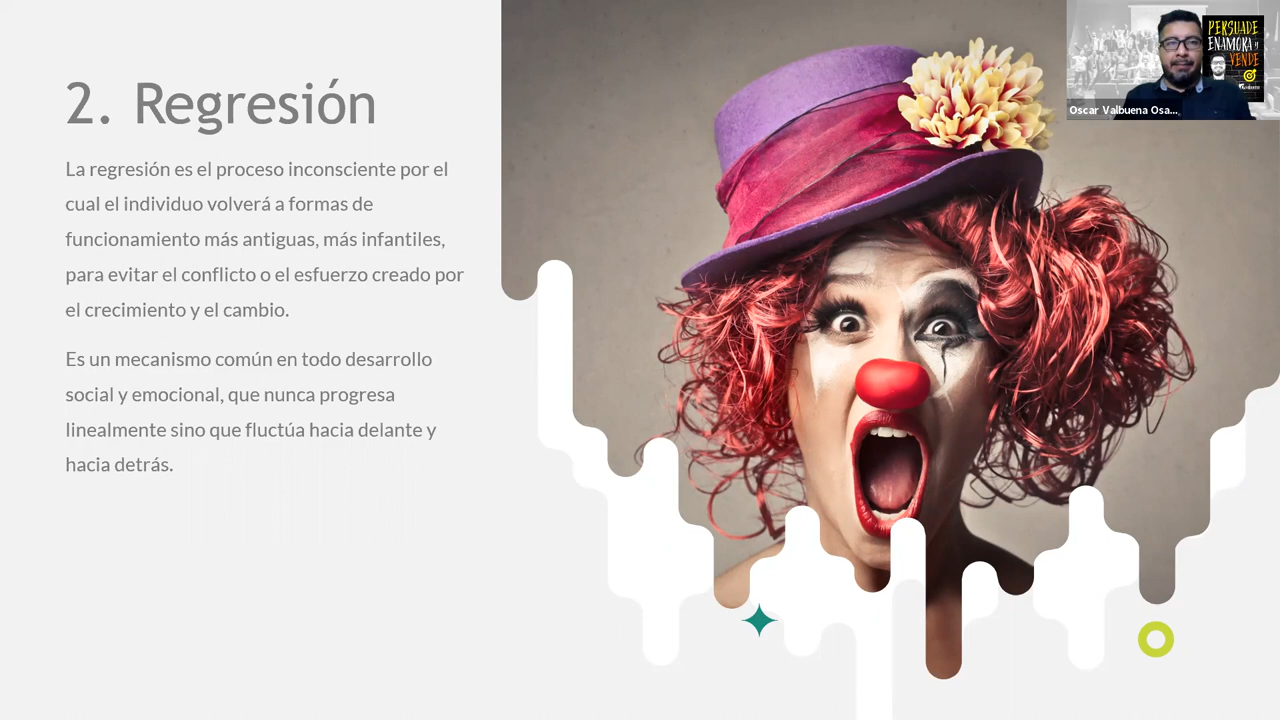 2. Regresión
La regresión es el proceso inconsciente por el
cual el individuo volverá a formas de
funcionamiento más antiguas, más infantiles,
para evitar el conflicto o el esfuerzo creado por
el crecimiento y el cambio.
Es un mecanismo común en todo desarrollo
social y emocional, que nunca progresa
linealmente sino que fluctúa hacia delante y
hacia detrás.
PERSUADE
ENAMORA y
VENDE
Oscar Valbuena Osa...